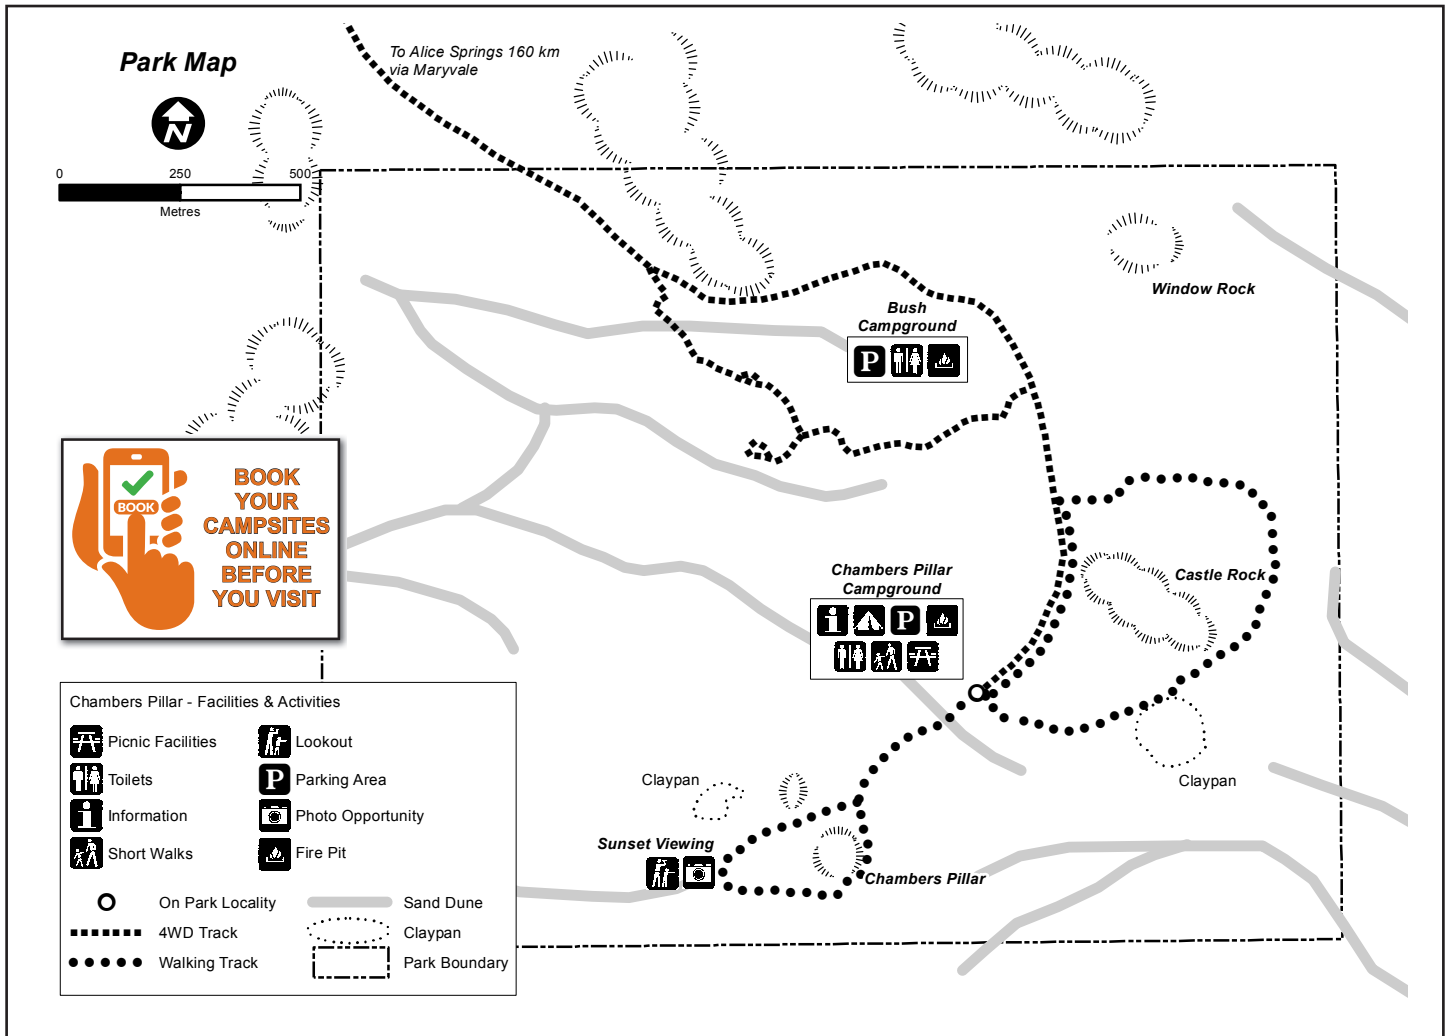 Park Map
To Alice Springs 160 km
via Maryvale
N
0 250 500
Metres
Window Rock
Bush
Campground
P
BOOK
BOOK
YOUR
CAMPSITES
ONLINE
BEFORE
YOU VISIT
Chambers Pillar
Campground
i P
Castle Rock
Claypan
Claypan
Sunset Viewing
Chambers Pillar
Chambers Pillar - Facilities & Activities
Picnic Facilities
Lookout
Toilets
P Parking Area
i Information
Photo Opportunity
Short Walks
Fire Pit
On Park Locality
Sand Dune
4WD Track
Claypan
Walking Track
Park Boundary